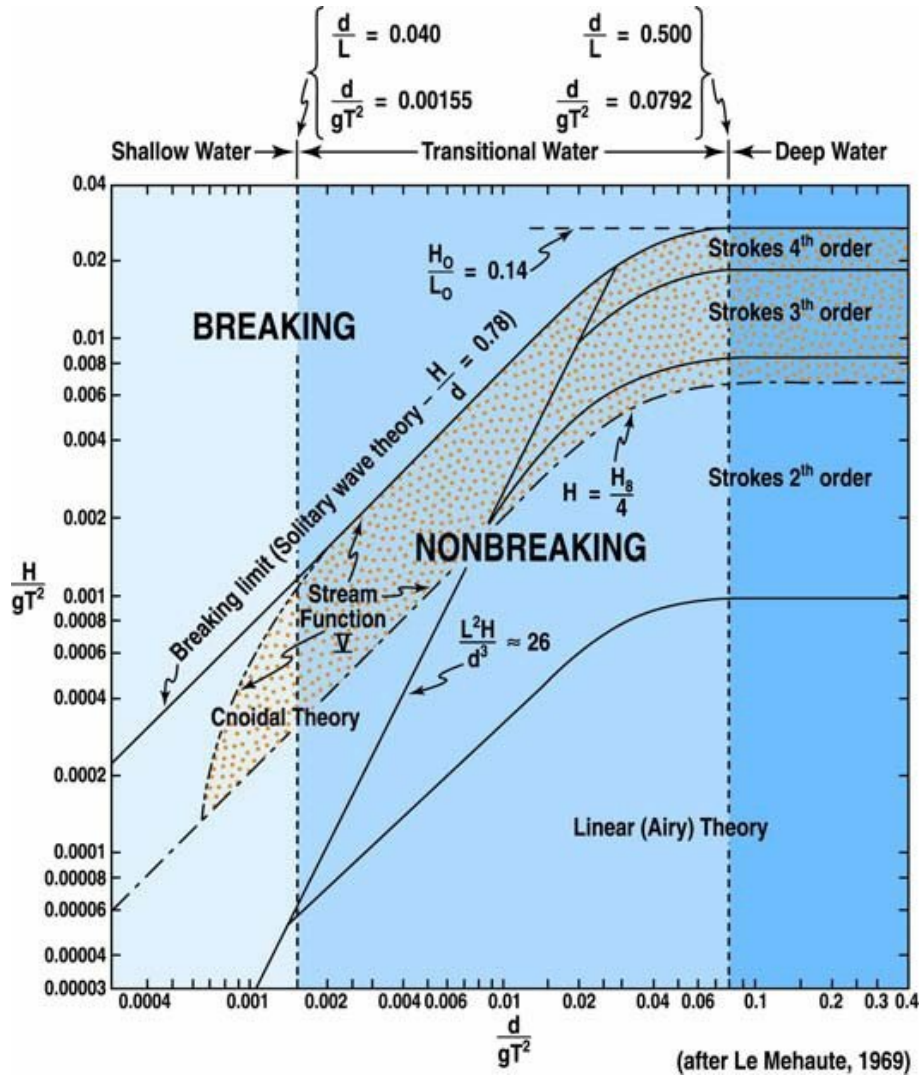 d/L = 0.040
d/L = 0.500
d/gT² = 0.00155
d/gT² = 0.0792
Shallow Water
Transitional Water
Deep Water
0.04
0.02
0.01
0.008
0.006
0.004
0.002
0.001
0.0008
0.0006
0.0004
0.0002
0.0001
0.00008
0.00006
0.00004
0.00003
H/gT²
BREAKING
H₀/L₀ = 0.14
Strokes 4th order
Strokes 3th order
Breaking limit (Solitary wave theory - H/d = 0.78)
H = H₈/4
Strokes 2th order
NONBREAKING
Stream
Function
V
L²H/d³ ≈ 26
Cnoidal Theory
Linear (Airy) Theory
0.0004
0.001
0.002
0.004
0.006
0.01
0.02
0.04
0.06
0.1
0.2
0.3
0.4
d/gT²
(after Le Mehaute, 1969)